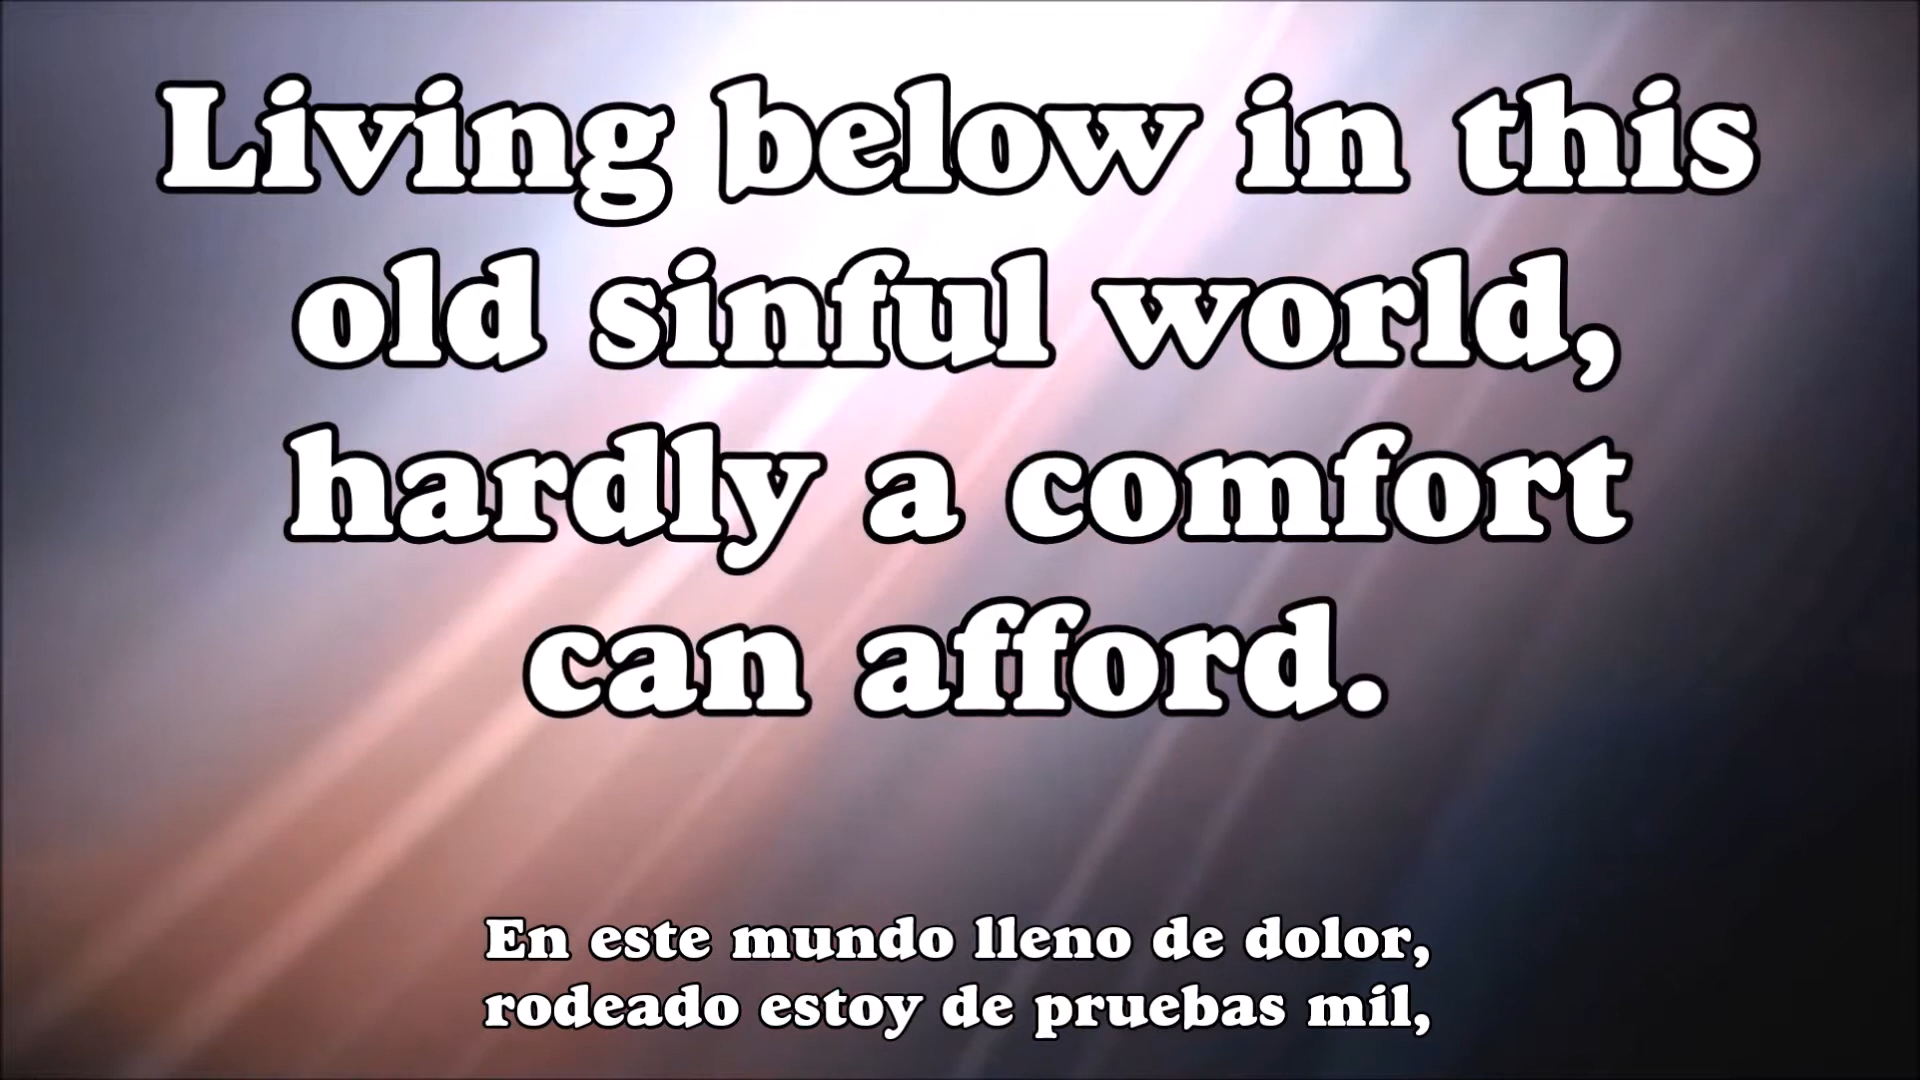 Living below in this
old sinful world,
hardly a comfort
can afford.
En este mundo lleno de dolor,
rodeado estoy de pruebas mil,